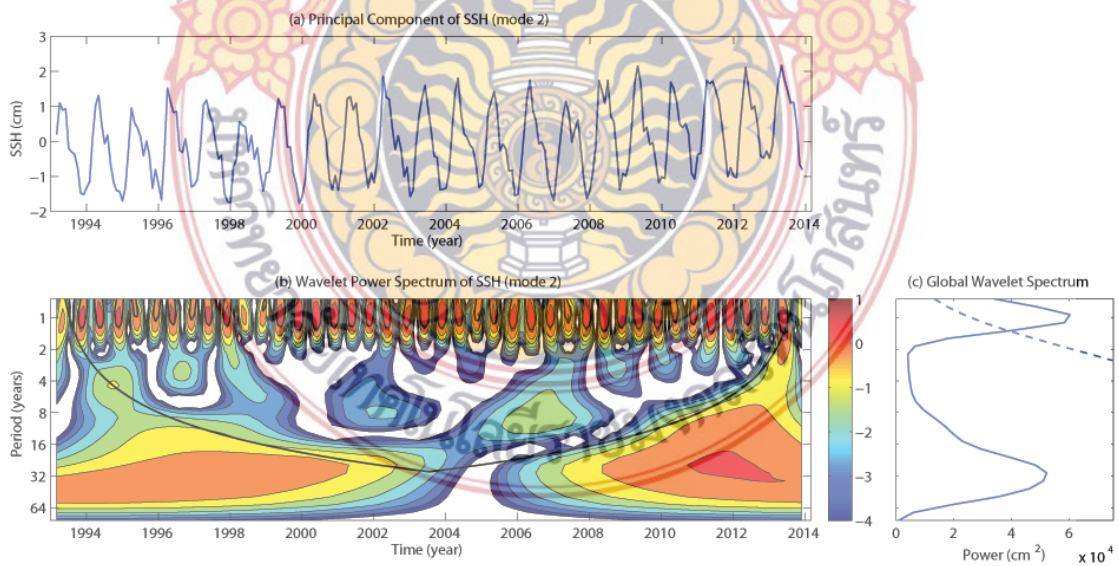 (a) Principal Component of SSH (mode 2)
SSH (cm)
3
2
1
0
−1
−2
1994 1996 1998 2000 2002 2004 2006 2008 2010 2012 2014
Time (year)
(b) Wavelet Power Spectrum of SSH (mode 2)
Period (years)
1
2
4
8
16
32
64
1994 1996 1998 2000 2002 2004 2006 2008 2010 2012 2014
Time (year)
1
0
−1
−2
−3
−4
(c) Global Wavelet Spectrum
0 2 4 6
Power (cm 2)
x 10 4